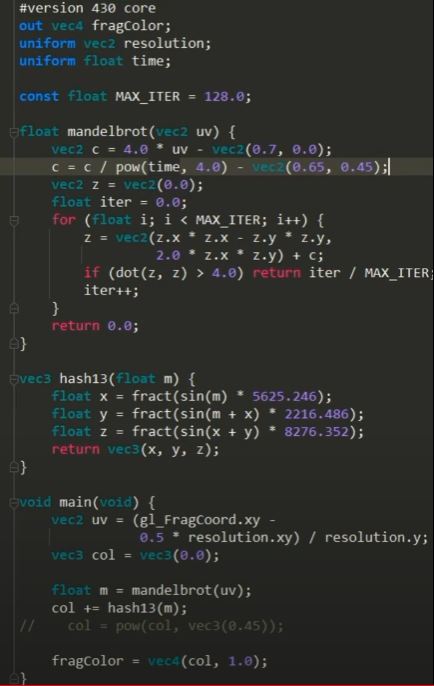 #version 430 core
out vec4 fragColor;
uniform vec2 resolution;
uniform float time;
const float MAX_ITER = 128.0;
float mandelbrot(vec2 uv) {
    vec2 c = 4.0 * uv - vec2(0.7, 0.0);
    c = c / pow(time, 4.0) - vec2(0.65, 0.45);
    vec2 z = vec2(0.0);
    float iter = 0.0;
    for (float i; i < MAX_ITER; i++) {
        z = vec2(z.x * z.x - z.y * z.y,
                 2.0 * z.x * z.y) + c;
        if (dot(z, z) > 4.0) return iter / MAX_ITER;
        iter++;
    }
    return 0.0;
}
vec3 hash13(float m) {
    float x = fract(sin(m) * 5625.246);
    float y = fract(sin(m + x) * 2216.486);
    float z = fract(sin(x + y) * 8276.352);
    return vec3(x, y, z);
}
void main(void) {
    vec2 uv = (gl_FragCoord.xy -
               0.5 * resolution.xy) / resolution.y;
    vec3 col = vec3(0.0);
    float m = mandelbrot(uv);
    col += hash13(m);
//    col = pow(col, vec3(0.45));
    fragColor = vec4(col, 1.0);
}